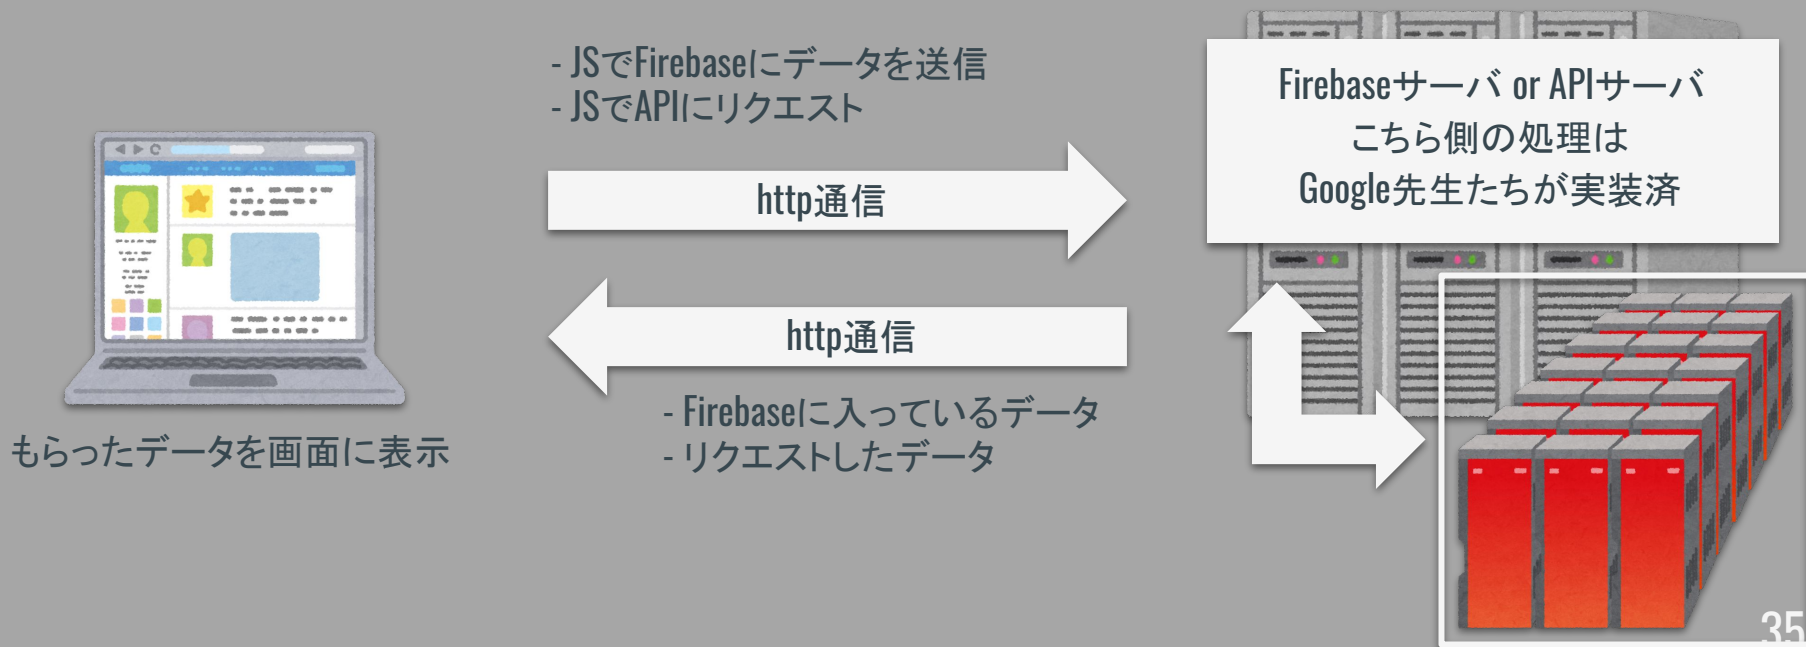 - JSでFirebaseにデータを送信
- JSでAPIにリクエスト
http通信
Firebaseサーバ or APIサーバ
こちら側の処理は
Google先生たちが実装済
http通信
- Firebaseに入っているデータ
- リクエストしたデータ
もらったデータを画面に表示
35